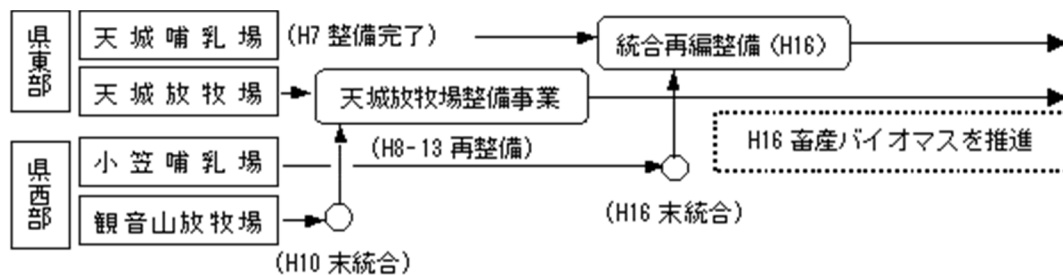 県東部
天城哺乳場
(H7 整備完了)
統合再編整備 (H16)
天城放牧場
天城放牧場整備事業
(H8-13 再整備)
H16 畜産バイオマスを推進
県西部
小笠哺乳場
観音山放牧場
(H16 末統合)
(H10 末統合)